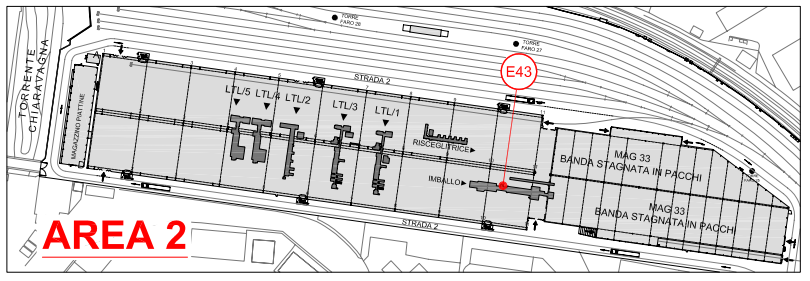 TORRE
FARO 26
TORRE
FARO 27
E43
STRADA 2
TORRENTE
CHIARAVAGNA
MAGAZZINO PIATTINE
LTL/5
LTL/4
LTL/2
LTL/3
LTL/1
RISCEGLITRICE
IMBALLO
MAG 33
BANDA STAGNATA IN PACCHI
MAG 33
BANDA STAGNATA IN PACCHI
STRADA 2
AREA 2